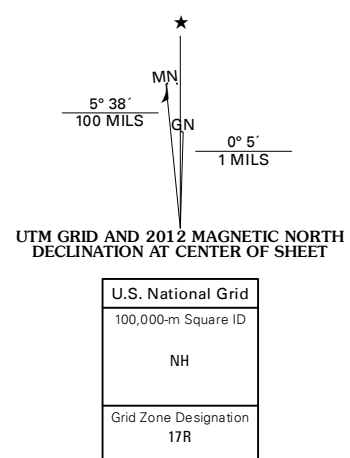 ★
MN.
5° 38´
100 MILS
GN
0° 5´
1 MILS
UTM GRID AND 2012 MAGNETIC NORTH
DECLINATION AT CENTER OF SHEET
U.S. National Grid
100,000-m Square ID
NH
Grid Zone Designation
17R